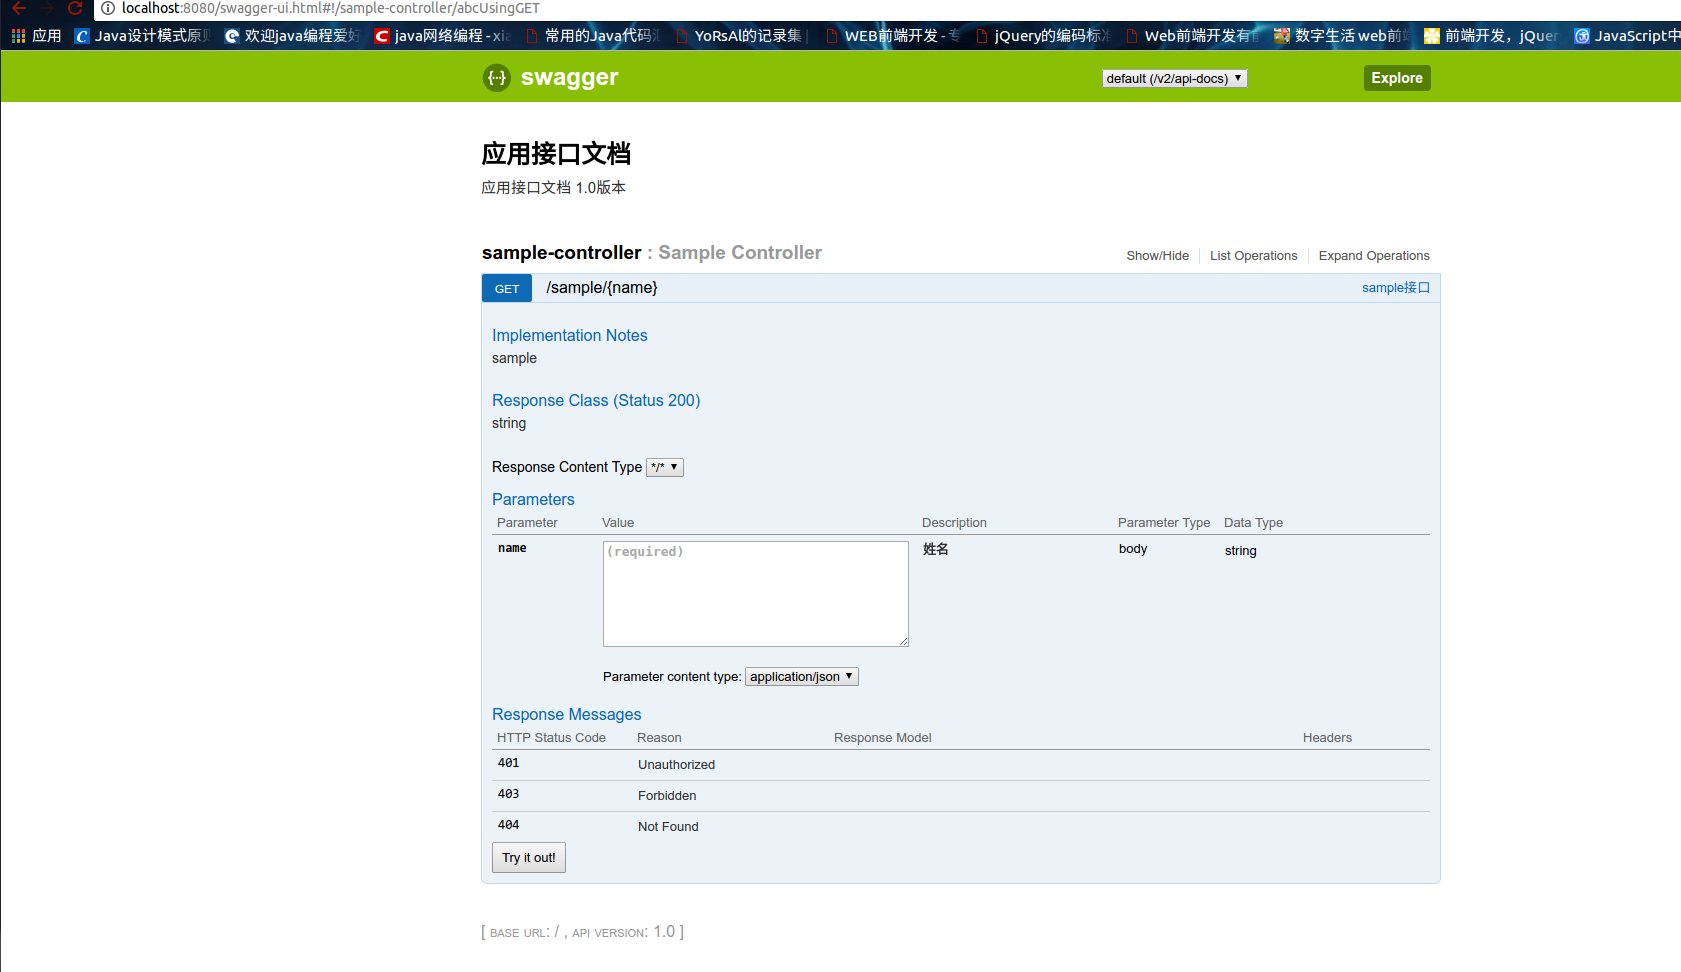 localhost:8080/swagger-ui.html#!/sample-controller/abcUsingGET
应用 Java设计模式原 欢迎java编程爱好 java网络编程 - xia 常用的Java代码 YoRsAl的记录集 WEB前端开发 - 专 jQuery的编码标 Web前端开发有 数字生活 web前 前端开发，jQuer JavaScript中
swagger default (/v2/api-docs) Explore
应用接口文档
应用接口文档 1.0版本
sample-controller : Sample Controller Show/Hide List Operations Expand Operations
GET /sample/{name} sample接口
Implementation Notes
sample
Response Class (Status 200)
string
Response Content Type */*
Parameters
Parameter Value Description Parameter Type Data Type
name (required) 姓名 body string
Parameter content type: application/json
Response Messages
HTTP Status Code Reason Response Model Headers
401 Unauthorized
403 Forbidden
404 Not Found
Try it out!
[ BASE URL: / , API VERSION: 1.0 ]